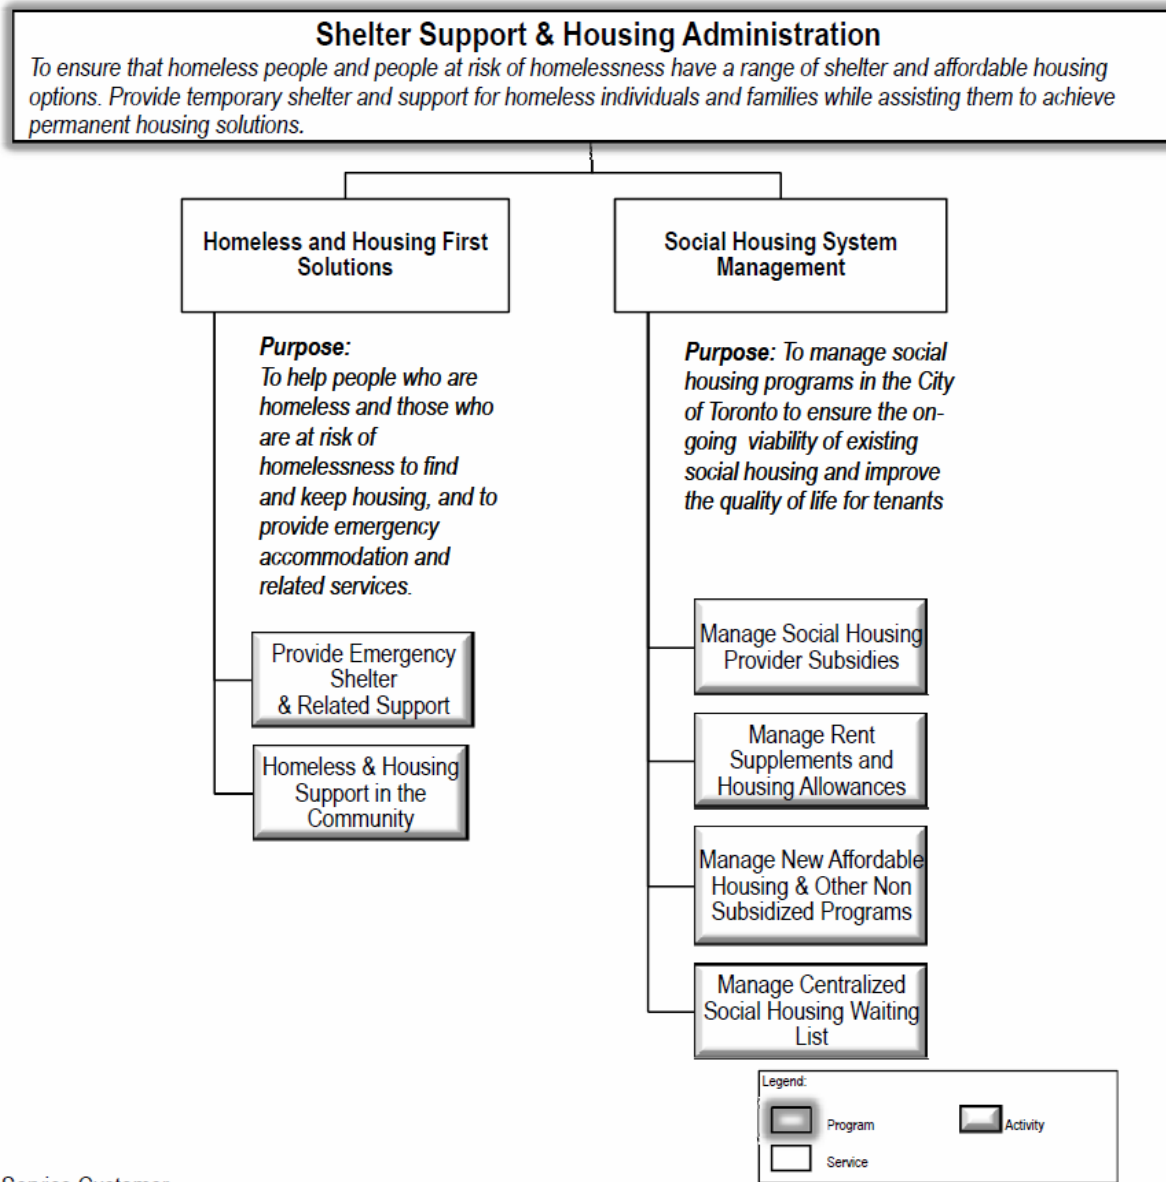 Shelter Support & Housing Administration
To ensure that homeless people and people at risk of homelessness have a range of shelter and affordable housing
options. Provide temporary shelter and support for homeless individuals and families while assisting them to achieve
permanent housing solutions.
Homeless and Housing First
Solutions
Purpose:
To help people who are
homeless and those who
are at risk of
homelessness to find
and keep housing, and to
provide emergency
accommodation and
related services.
Provide Emergency
Shelter
& Related Support
Homeless & Housing
Support in the
Community
Social Housing System
Management
Purpose: To manage social
housing programs in the City
of Toronto to ensure the on-
going viability of existing
social housing and improve
the quality of life for tenants
Manage Social Housing
Provider Subsidies
Manage Rent
Supplements and
Housing Allowances
Manage New Affordable
Housing & Other Non
Subsidized Programs
Manage Centralized
Social Housing Waiting
List
Legend:
Program
Activity
Service
Service Customer